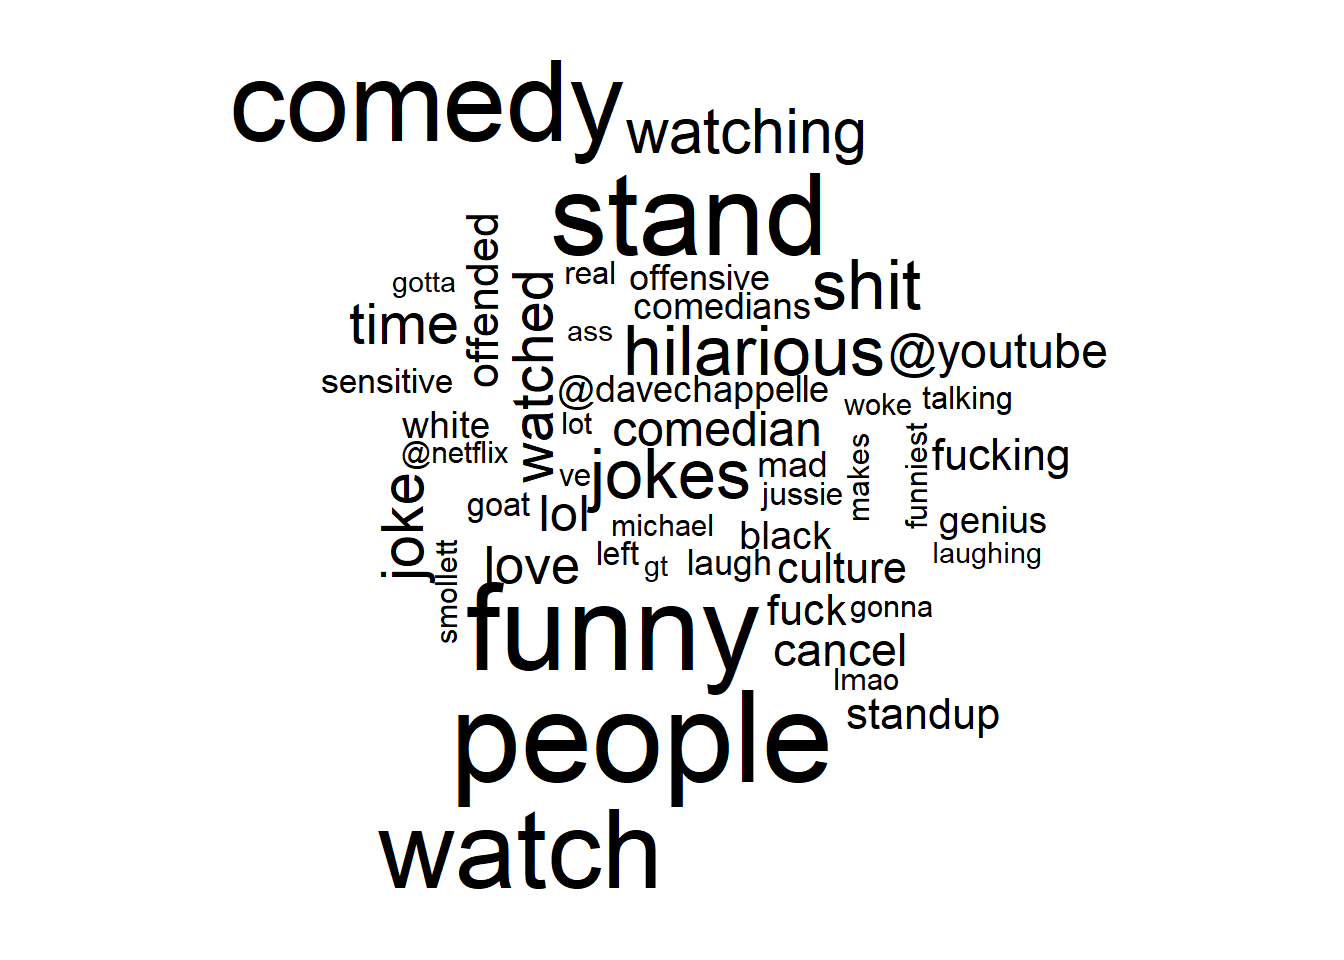 comedy
watching
stand
offended
gotta
watched
real
offensive
shit
comedians
time
ass
hilarious
@youtube
sensitive
@davechappelle
woke
talking
white
lot
comedian
@netflix
makes
funniest
fucking
joke
ve
jokes
mad
jussie
goat
lol
michael
black
genius
smollett
love
left
gt
laugh
culture
laughing
funny
fuck
gonna
cancel
lmao
people
standup
watch